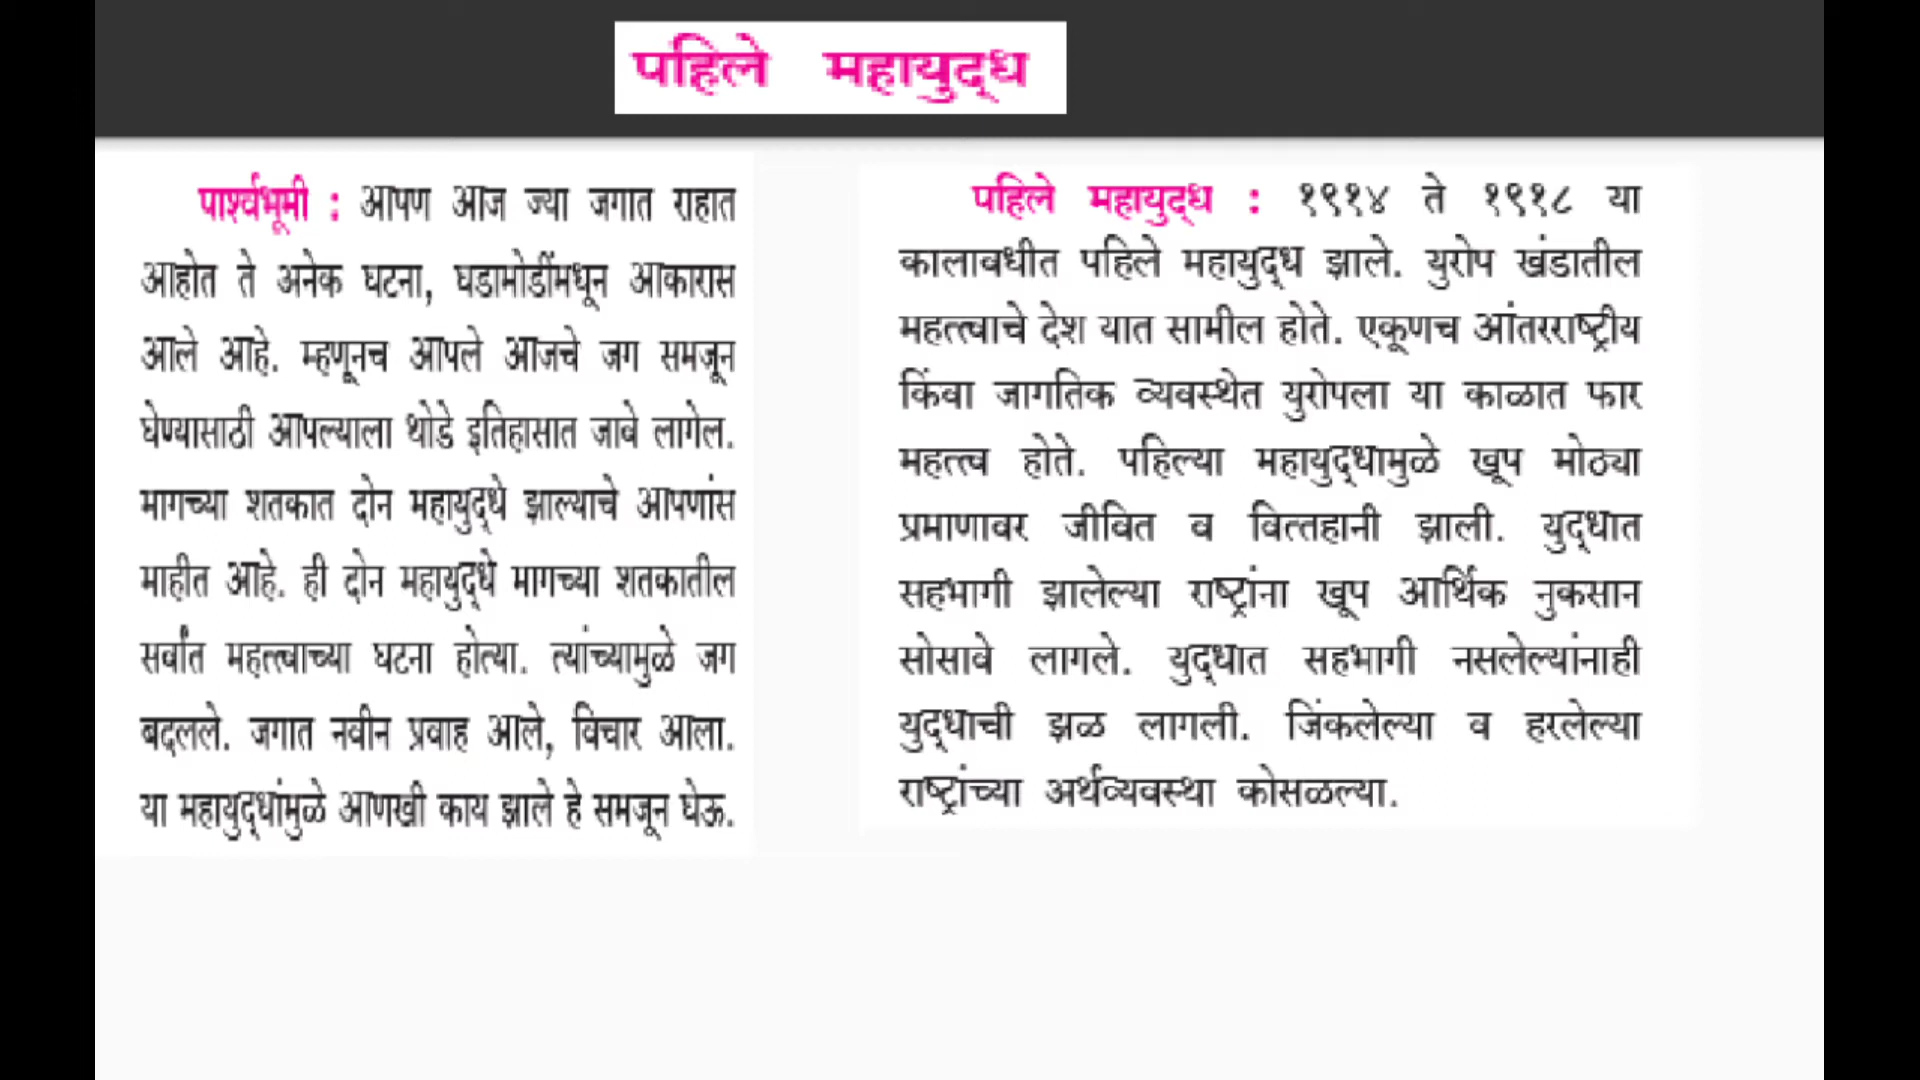 पहिले महायुद्ध
पार्श्वभूमी : आपण आज ज्या जगात राहात
आहोत ते अनेक घटना, घडामोडींमधून आकारास
आले आहे. म्हणूनच आपले आजचे जग समजून
घेण्यासाठी आपल्याला थोडे इतिहासात जावे लागेल.
मागच्या शतकात दोन महायुद्धे झाल्याचे आपणांस
माहीत आहे. ही दोन महायुद्धे मागच्या शतकातील
सर्वांत महत्त्वाच्या घटना होत्या. त्यांच्यामुळे जग
बदलले. जगात नवीन प्रवाह आले, विचार आला.
या महायुद्धांमुळे आणखी काय झाले हे समजून घेऊ.
पहिले महायुद्ध : १९१४ ते १९१८ या
कालावधीत पहिले महायुद्ध झाले. युरोप खंडातील
महत्त्वाचे देश यात सामील होते. एकूणच आंतरराष्ट्रीय
किंवा जागतिक व्यवस्थेत युरोपला या काळात फार
महत्त्व होते. पहिल्या महायुद्धामुळे खूप मोठ्या
प्रमाणावर जीवित व वित्तहानी झाली. युद्धात
सहभागी झालेल्या राष्ट्रांना खूप आर्थिक नुकसान
सोसावे लागले. युद्धात सहभागी नसलेल्यांनाही
युद्धाची झळ लागली. जिंकलेल्या व हरलेल्या
राष्ट्रांच्या अर्थव्यवस्था कोसळल्या.